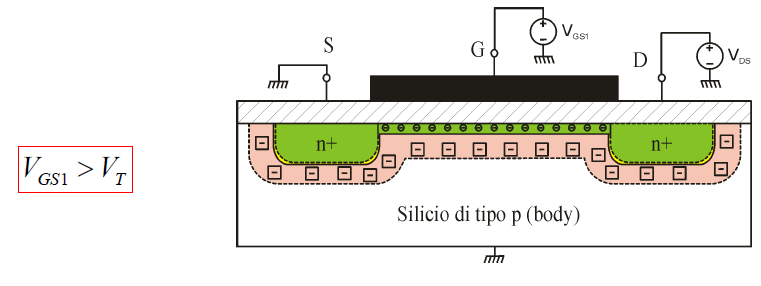 S
G
V_GS1
D
V_DS
n+
n+
V_GS1 > V_T
Silicio di tipo p (body)